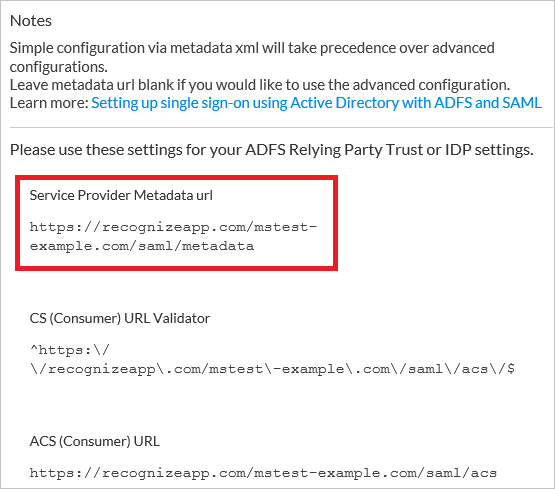 Notes
Simple configuration via metadata xml will take precedence over advanced
configurations.
Leave metadata url blank if you would like to use the advanced configuration.
Learn more: Setting up single sign-on using Active Directory with ADFS and SAML
Please use these settings for your ADFS Relying Party Trust or IDP settings.
Service Provider Metadata url
https://recognizeapp.com/mstest-
example.com/saml/metadata
CS (Consumer) URL Validator
^https:\/
\/recognizeapp\.com/mstest\-example\.com\/saml\/acs\/$
ACS (Consumer) URL
https://recognizeapp.com/mstest-example.com/saml/acs